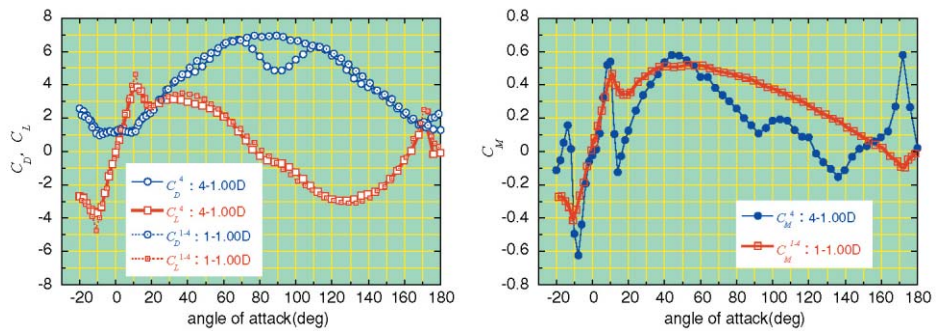 8
6
4
2
0
-2
-4
-6
-8
C_D, C_L
C_D^4 : 4-1.00D
C_L^4 : 4-1.00D
C_D^{1-4} : 1-1.00D
C_L^{1-4} : 1-1.00D
-20 0 20 40 60 80 100 120 140 160 180
angle of attack(deg)
0.8
0.6
0.4
0.2
0
-0.2
-0.4
-0.6
-0.8
C_M
C_M^4 : 4-1.00D
C_M^{1-4} : 1-1.00D
-20 0 20 40 60 80 100 120 140 160 180
angle of attack(deg)